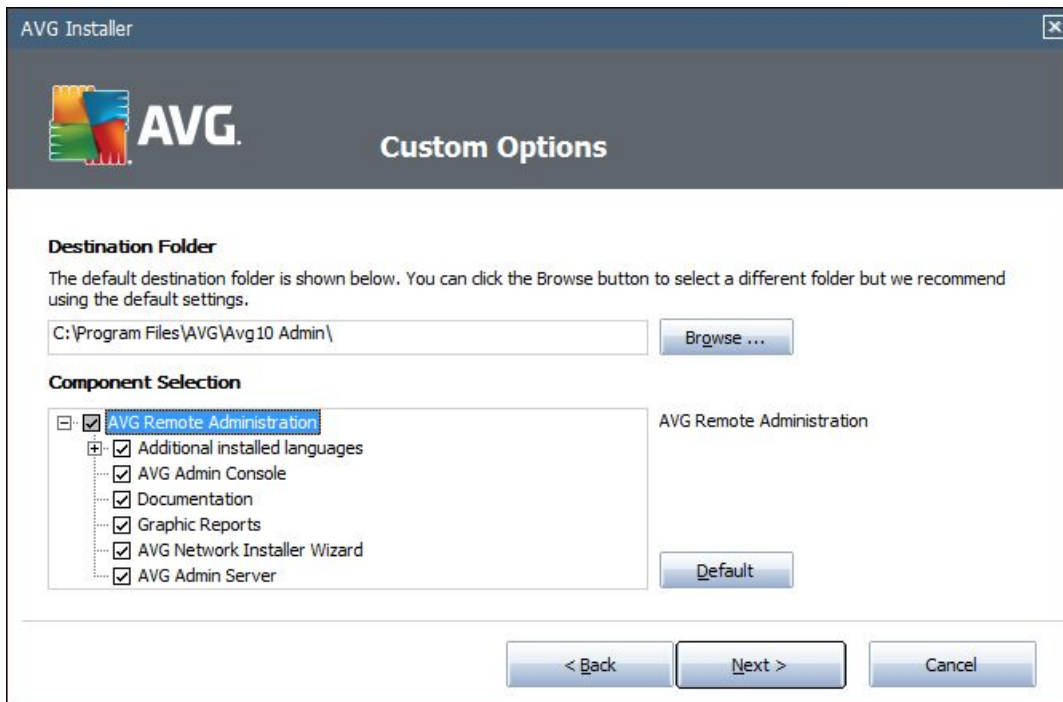 AVG Installer
AVG.
Custom Options
Destination Folder
The default destination folder is shown below. You can click the Browse button to select a different folder but we recommend
using the default settings.
C:\Program Files\AVG\Avg10 Admin\
Browse ...
Component Selection
AVG Remote Administration
AVG Remote Administration
Additional installed languages
AVG Admin Console
Documentation
Graphic Reports
AVG Network Installer Wizard
AVG Admin Server
Default
< Back
Next >
Cancel